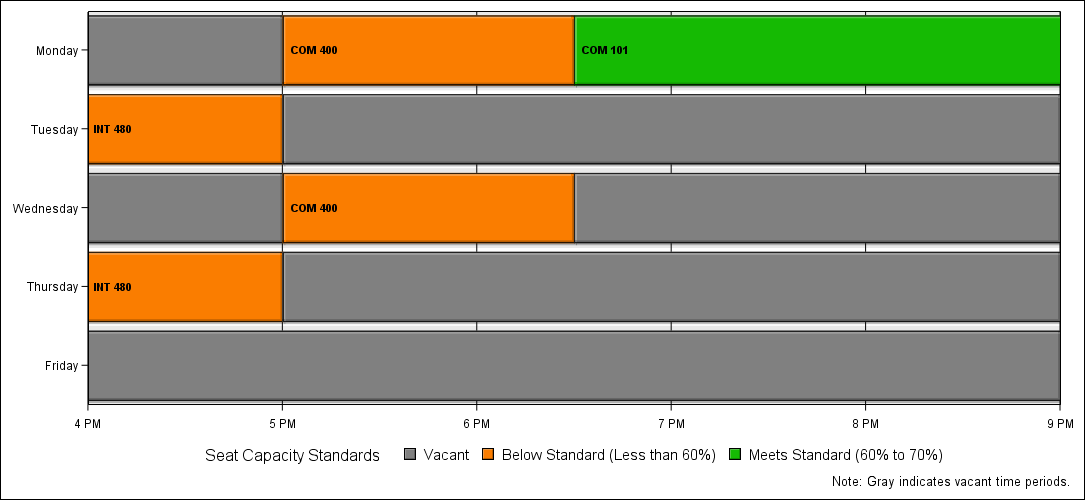 Monday
COM 400
COM 101
Tuesday
INT 480
Wednesday
COM 400
Thursday
INT 480
Friday
4 PM 5 PM 6 PM 7 PM 8 PM 9 PM
Seat Capacity Standards Vacant Below Standard (Less than 60%) Meets Standard (60% to 70%)
Note: Gray indicates vacant time periods.